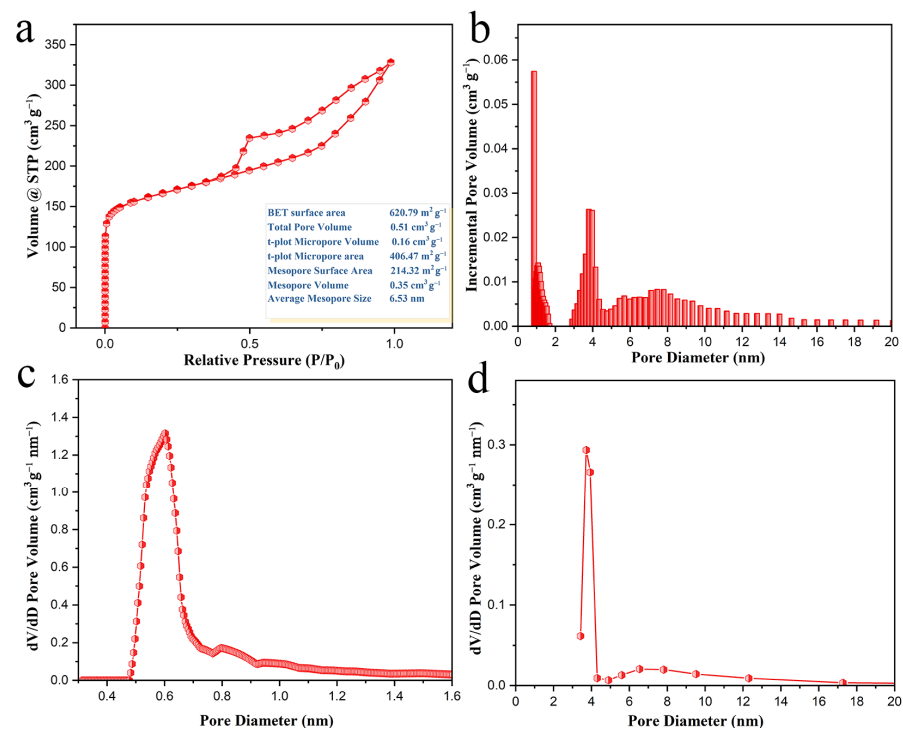 a
Volume @ STP (cm³ g⁻¹)
350
300
250
200
150
100
50
0
BET surface area 620.79 m² g⁻¹
Total Pore Volume 0.51 cm³ g⁻¹
t-plot Micropore Volume 0.16 cm³ g⁻¹
t-plot Micropore area 406.47 m² g⁻¹
Mesopore Surface Area 214.32 m² g⁻¹
Mesopore Volume 0.35 cm³ g⁻¹
Average Mesopore Size 6.53 nm
0.0 0.5 1.0
Relative Pressure (P/P₀)
b
Incremental Pore Volume (cm³ g⁻¹)
0.06
0.05
0.04
0.03
0.02
0.01
0.00
0 2 4 6 8 10 12 14 16 18 20
Pore Diameter (nm)
c
dV/dD Pore Volume (cm³ g⁻¹ nm⁻¹)
1.6
1.4
1.2
1.0
0.8
0.6
0.4
0.2
0.0
0.4 0.6 0.8 1.0 1.2 1.4 1.6
Pore Diameter (nm)
d
dV/dD Pore Volume (cm³ g⁻¹ nm⁻¹)
0.3
0.2
0.1
0.0
0 2 4 6 8 10 12 14 16 18 20
Pore Diameter (nm)